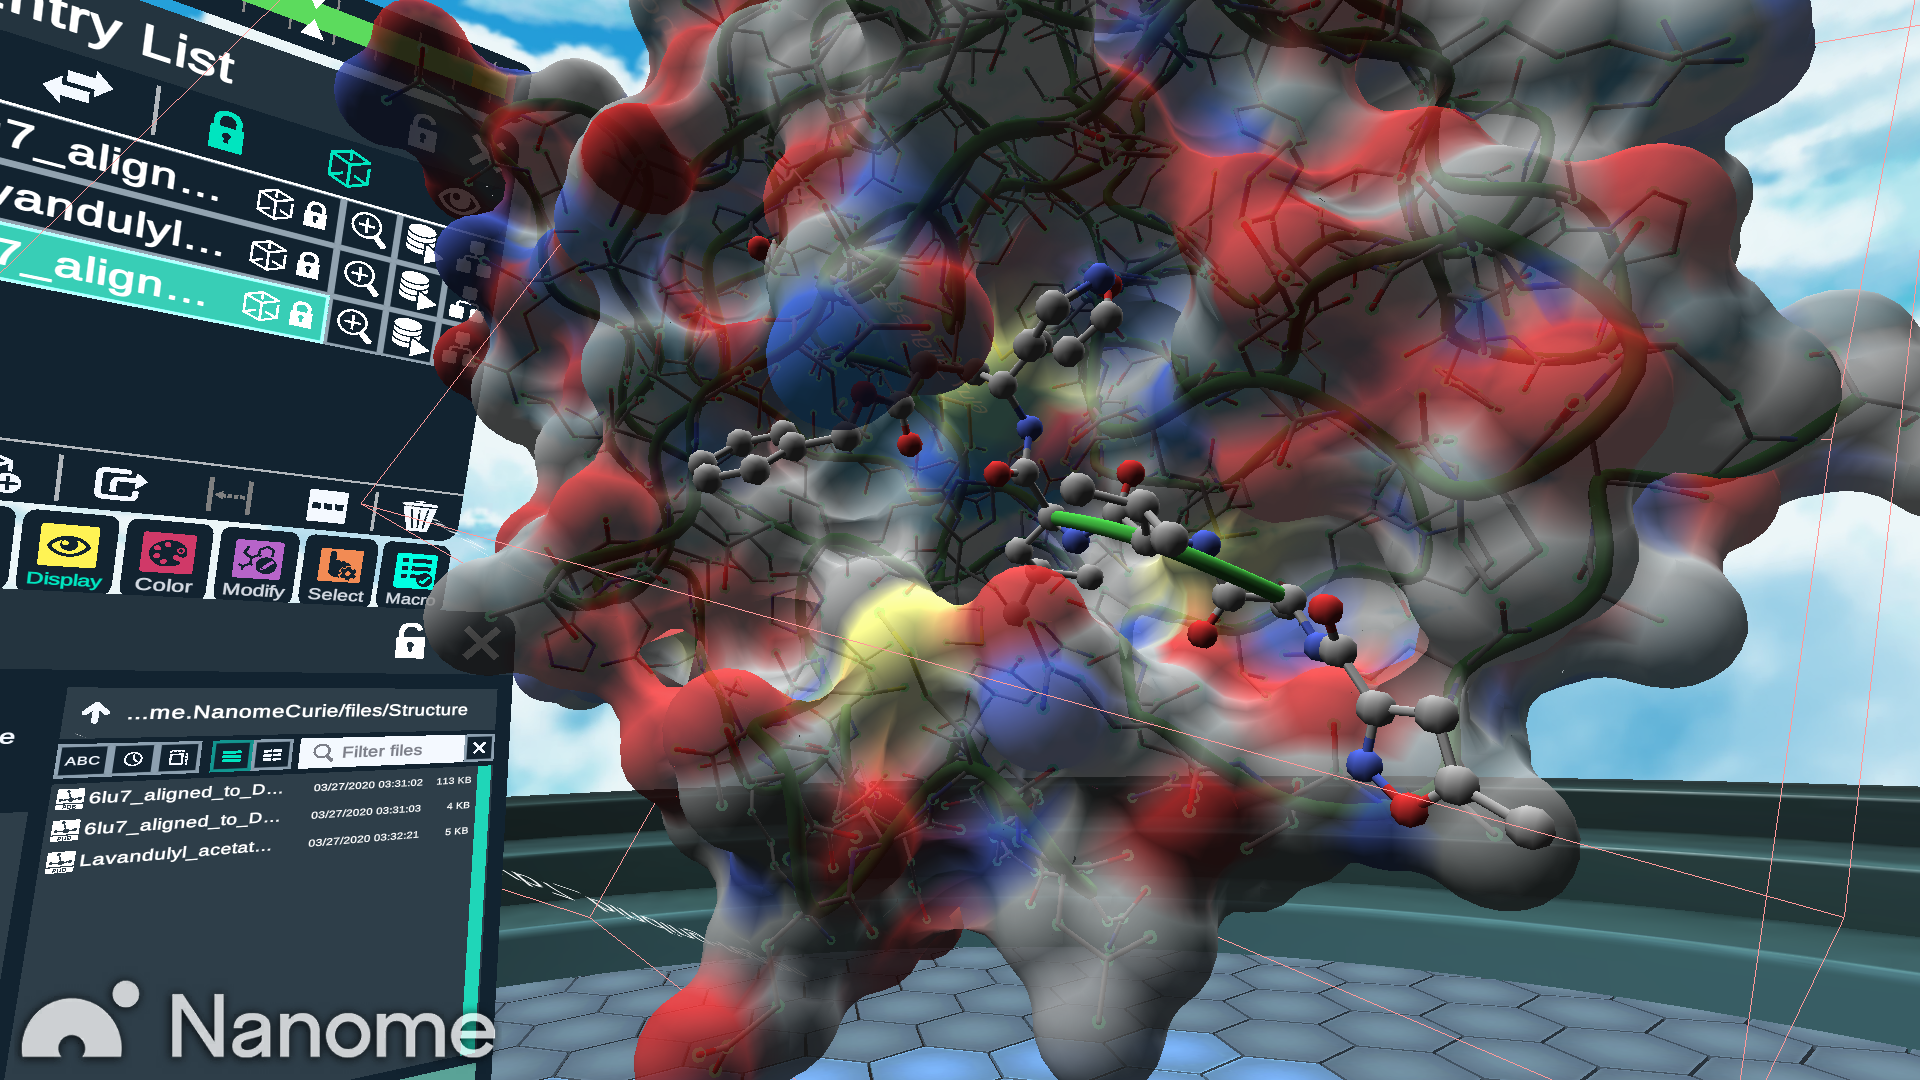 ntry List
7_align...
vandulyl...
7_align...
Display
Color
Modify
Select
Macro
...me.NanomeCurie/files/Structure
e
ABC
Filter files
6lu7_aligned_to_D... 03/27/2020 03:31:02 113 KB
6lu7_aligned_to_D... 03/27/2020 03:31:03 4 KB
Lavandulyl_acetat... 03/27/2020 03:32:21 5 KB
Nanome